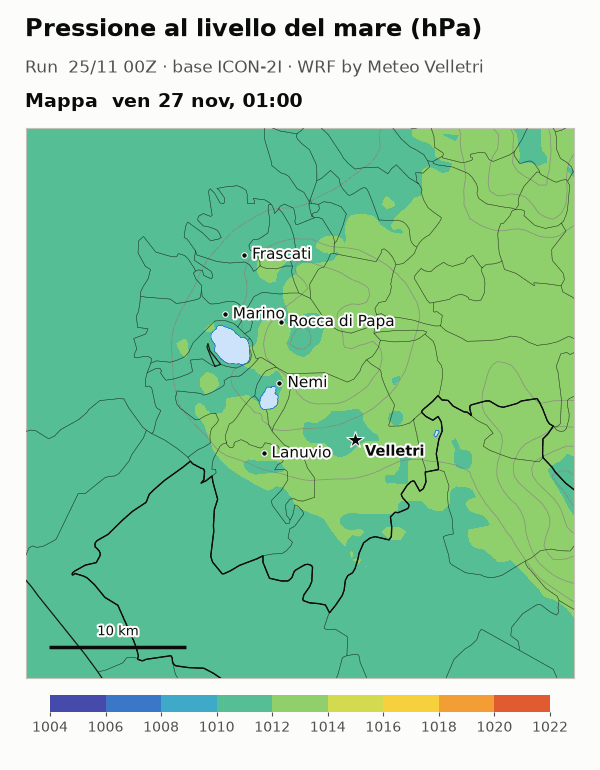 Pressione al livello del mare (hPa)
Run 25/11 00Z · base ICON-2I · WRF by Meteo Velletri
Mappa ven 27 nov, 01:00
Frascati
Marino
Rocca di Papa
Nemi
Velletri
Lanuvio
10 km
1004 1006 1008 1010 1012 1014 1016 1018 1020 1022